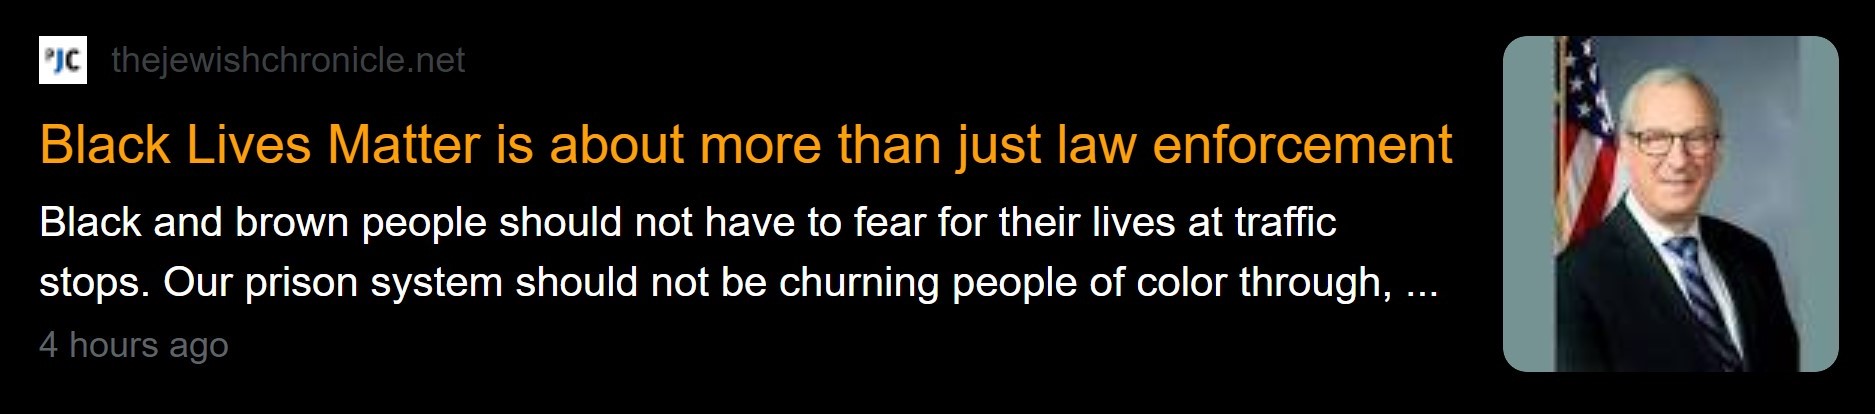 PJC thejewishchronicle.net
Black Lives Matter is about more than just law enforcement
Black and brown people should not have to fear for their lives at traffic
stops. Our prison system should not be churning people of color through, ...
4 hours ago